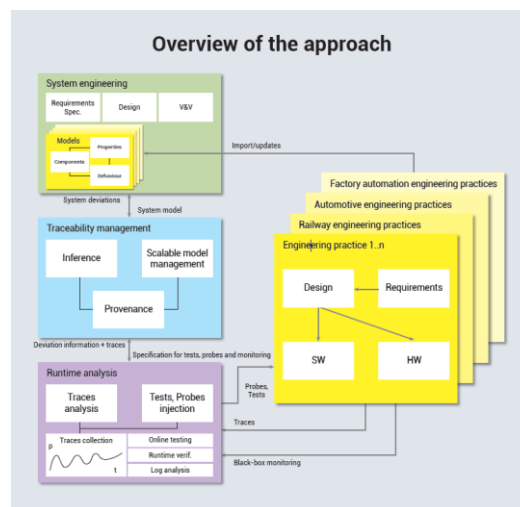 Overview of the approach
System engineering
Requirements
Spec.
Design
V&V
Models
Properties
Components
Behaviour
Import/updates
System deviations
System model
Traceability management
Inference
Scalable model
management
Provenance
Deviation information + traces
Specification for tests, probes and monitoring
Runtime analysis
Traces
analysis
Tests, Probes
injection
Traces collection
p
t
Online testing
Runtime verif.
Log analysis
Probes,
Tests
Traces
Black-box monitoring
Factory automation engineering practices
Automotive engineering practices
Railway engineering practices
Engineering practice 1..n
Design
Requirements
SW
HW